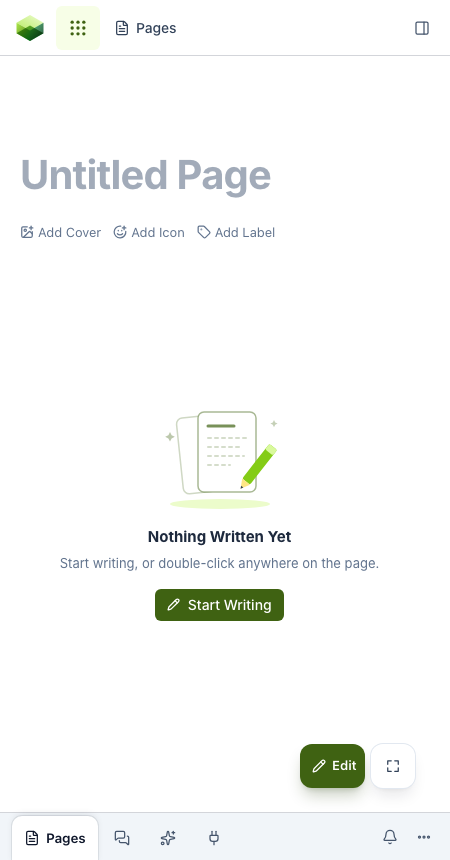 Pages
Untitled Page
Add Cover Add Icon Add Label
Nothing Written Yet
Start writing, or double-click anywhere on the page.
Start Writing
Edit
Pages